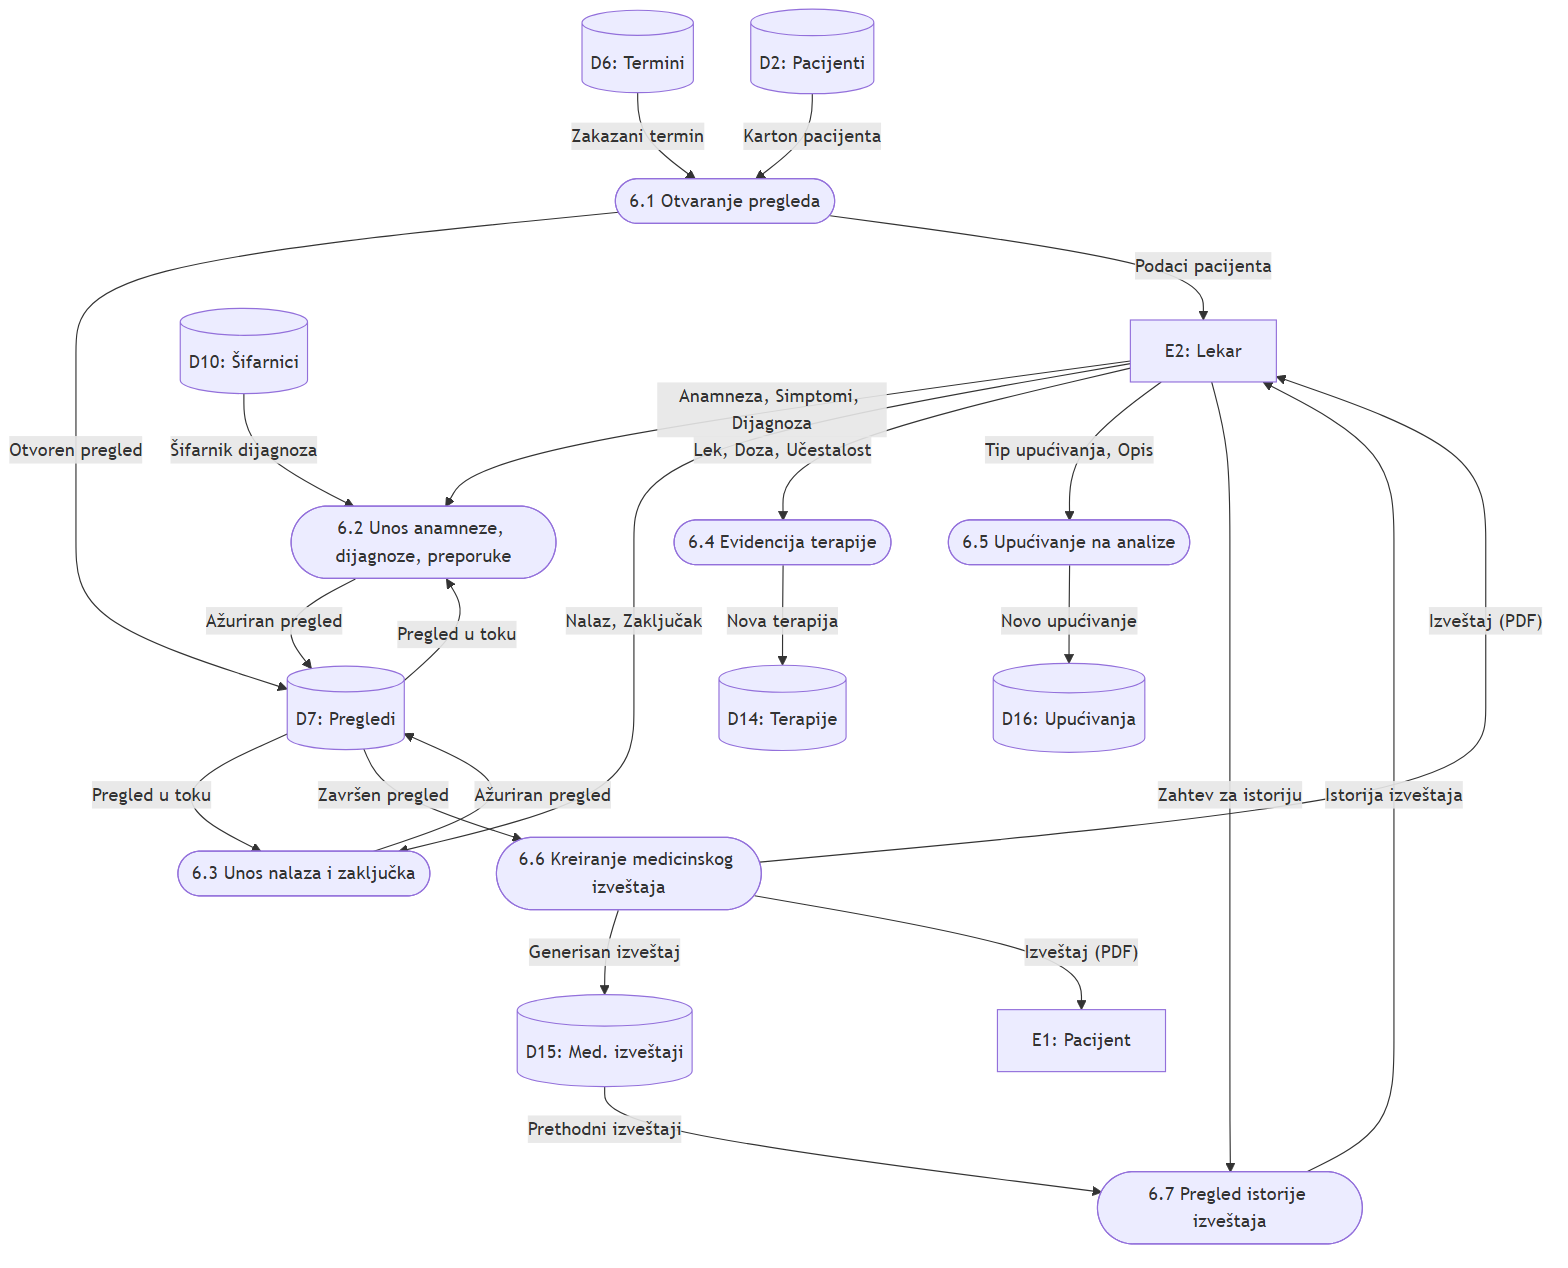 D6: Termini
D2: Pacijenti
Zakazani termin
Karton pacijenta
6.1 Otvaranje pregleda
Podaci pacijenta
E2: Lekar
D10: Šifarnici
Anamneza, Simptomi,
Dijagnoza
Otvoren pregled
Šifarnik dijagnoza
Lek, Doza, Učestalost
Tip upućivanja, Opis
6.2 Unos anamneze,
dijagnoze, preporuke
6.4 Evidencija terapije
6.5 Upućivanje na analize
Ažuriran pregled
Pregled u toku
Nalaz, Zaključak
Nova terapija
Novo upućivanje
Izveštaj (PDF)
D7: Pregledi
D14: Terapije
D16: Upućivanja
Pregled u toku
Završen pregled
Ažuriran pregled
Zahtev za istoriju
Istorija izveštaja
6.3 Unos nalaza i zaključka
6.6 Kreiranje medicinskog
izveštaja
Generisan izveštaj
Izveštaj (PDF)
D15: Med. izveštaji
E1: Pacijent
Prethodni izveštaji
6.7 Pregled istorije
izveštaja